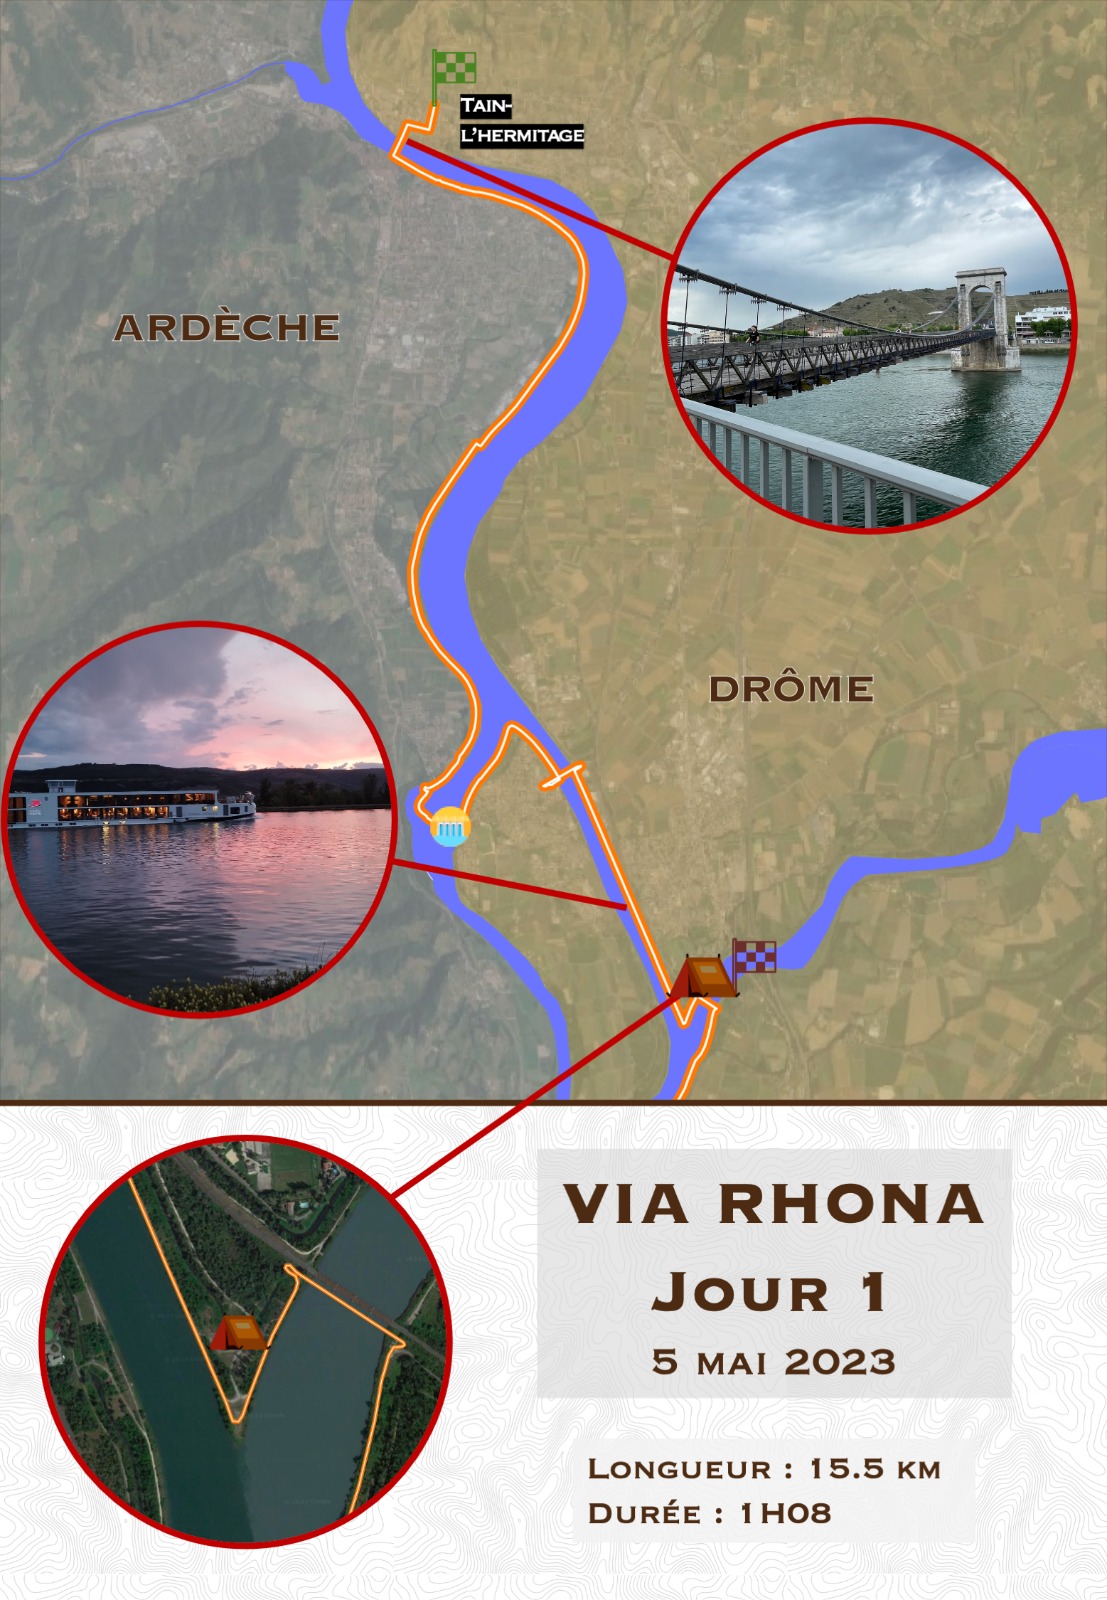 Tain-
l'Hermitage
ARDÈCHE
DRÔME
VIA RHONA
Jour 1
5 mai 2023
Longueur : 15.5 km
Durée : 1h08